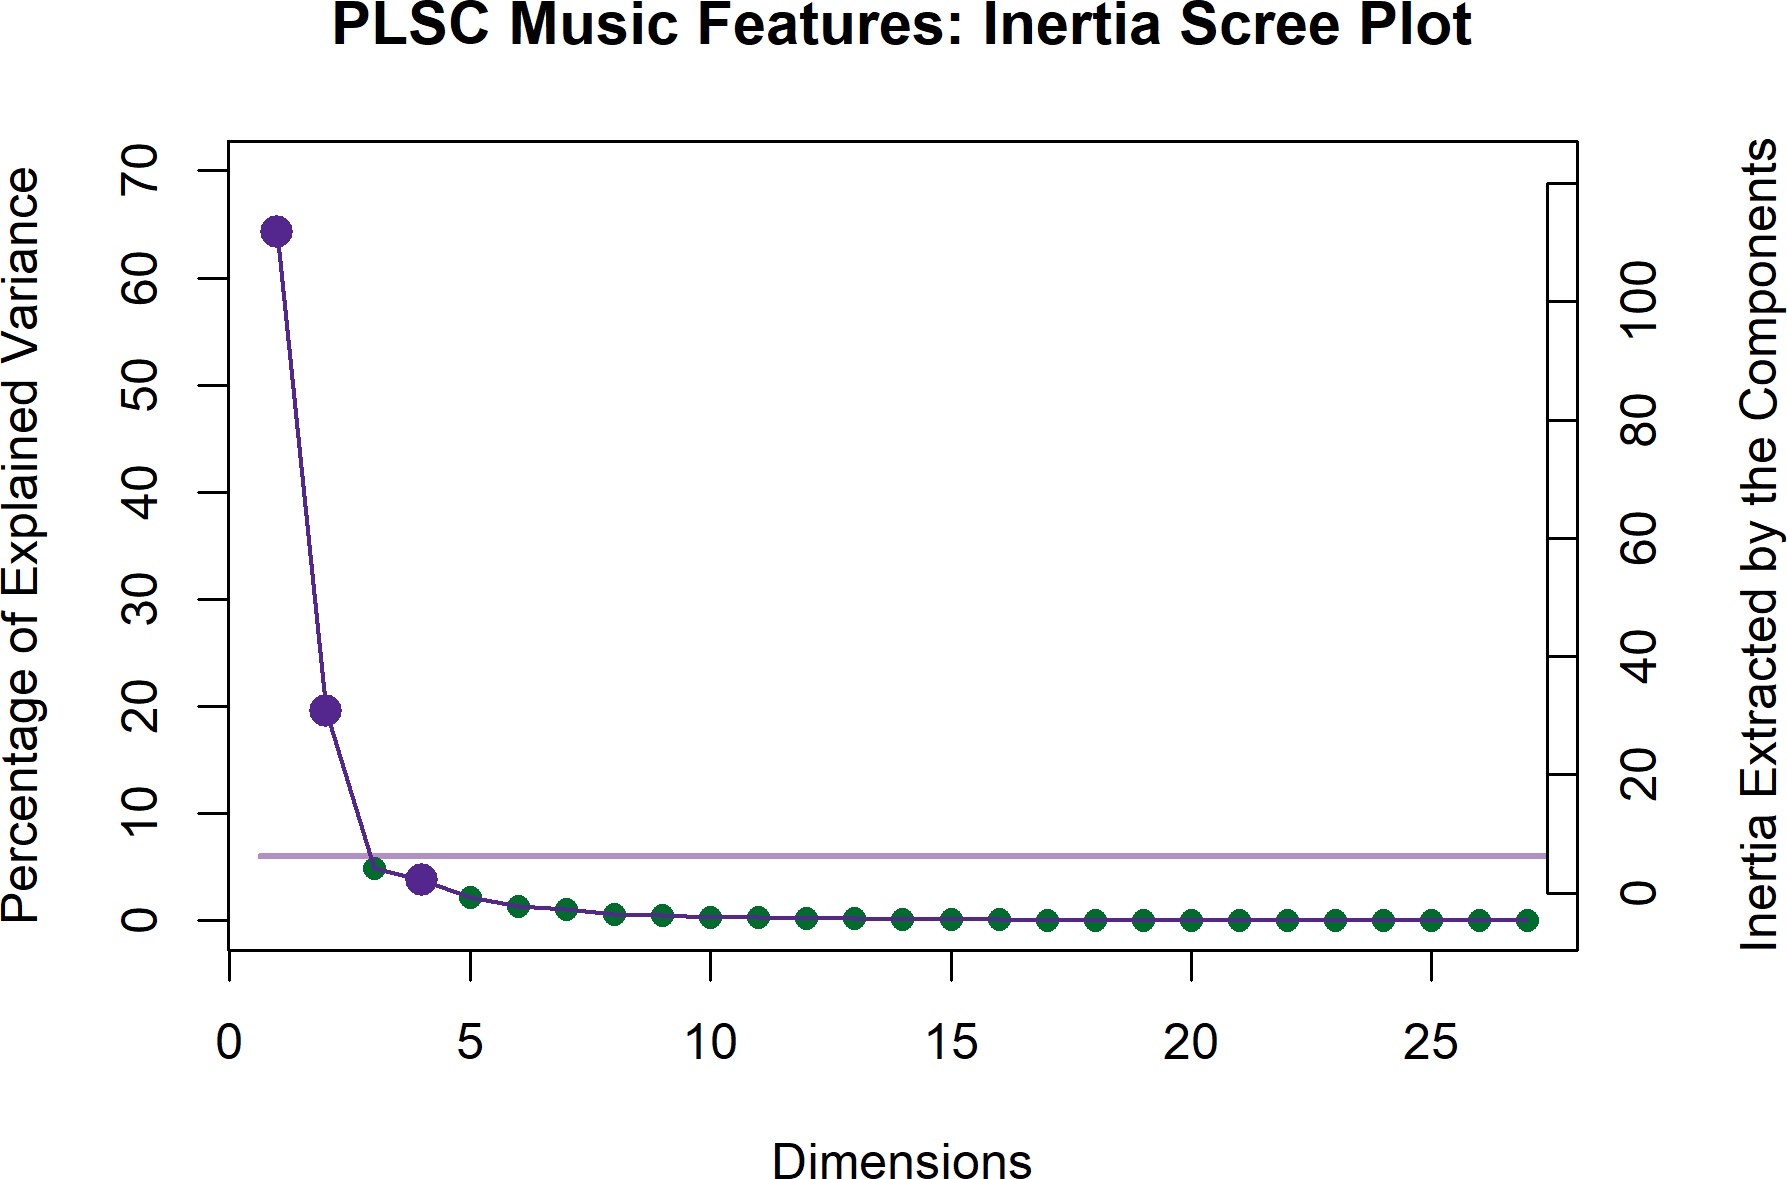 PLSC Music Features: Inertia Scree Plot
Percentage of Explained Variance
70
60
50
40
30
20
10
0
100
80
60
40
20
0
Inertia Extracted by the Components
0 5 10 15 20 25
Dimensions